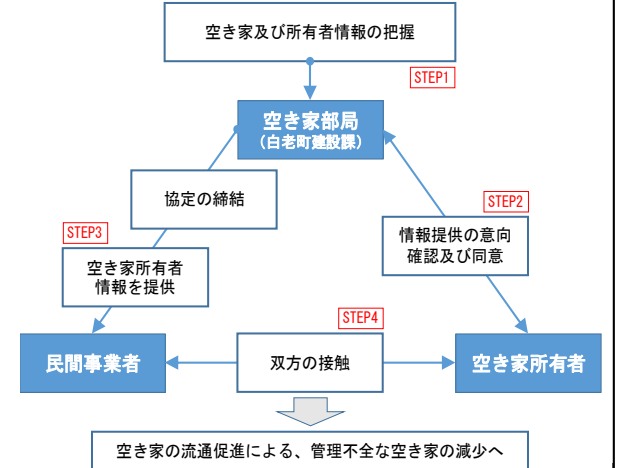 空き家及び所有者情報の把握
STEP1
空き家部局
(白老町建設課)
協定の締結
STEP2
情報提供の意向
確認及び同意
STEP3
空き家所有者
情報を提供
STEP4
民間事業者
双方の接触
空き家所有者
空き家の流通促進による、管理不全な空き家の減少へ